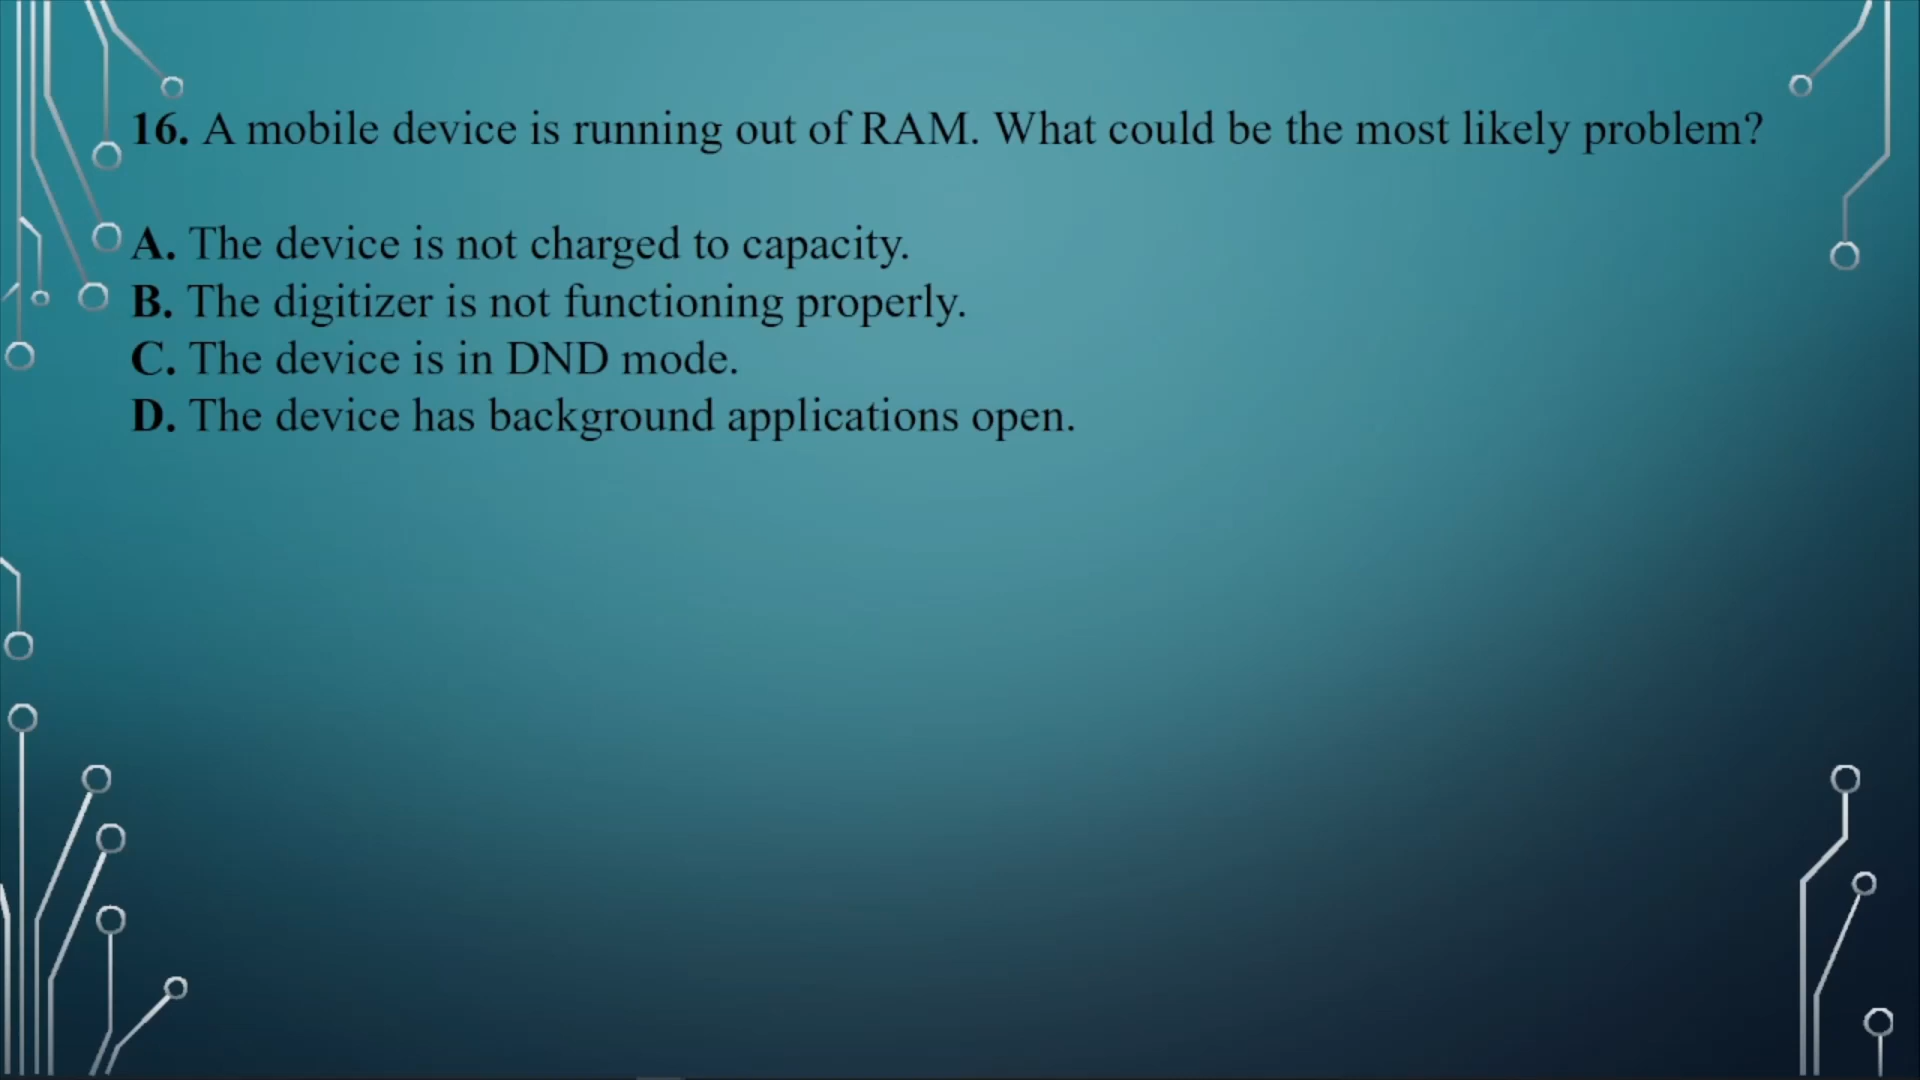 16. A mobile device is running out of RAM. What could be the most likely problem?
A. The device is not charged to capacity.
B. The digitizer is not functioning properly.
C. The device is in DND mode.
D. The device has background applications open.